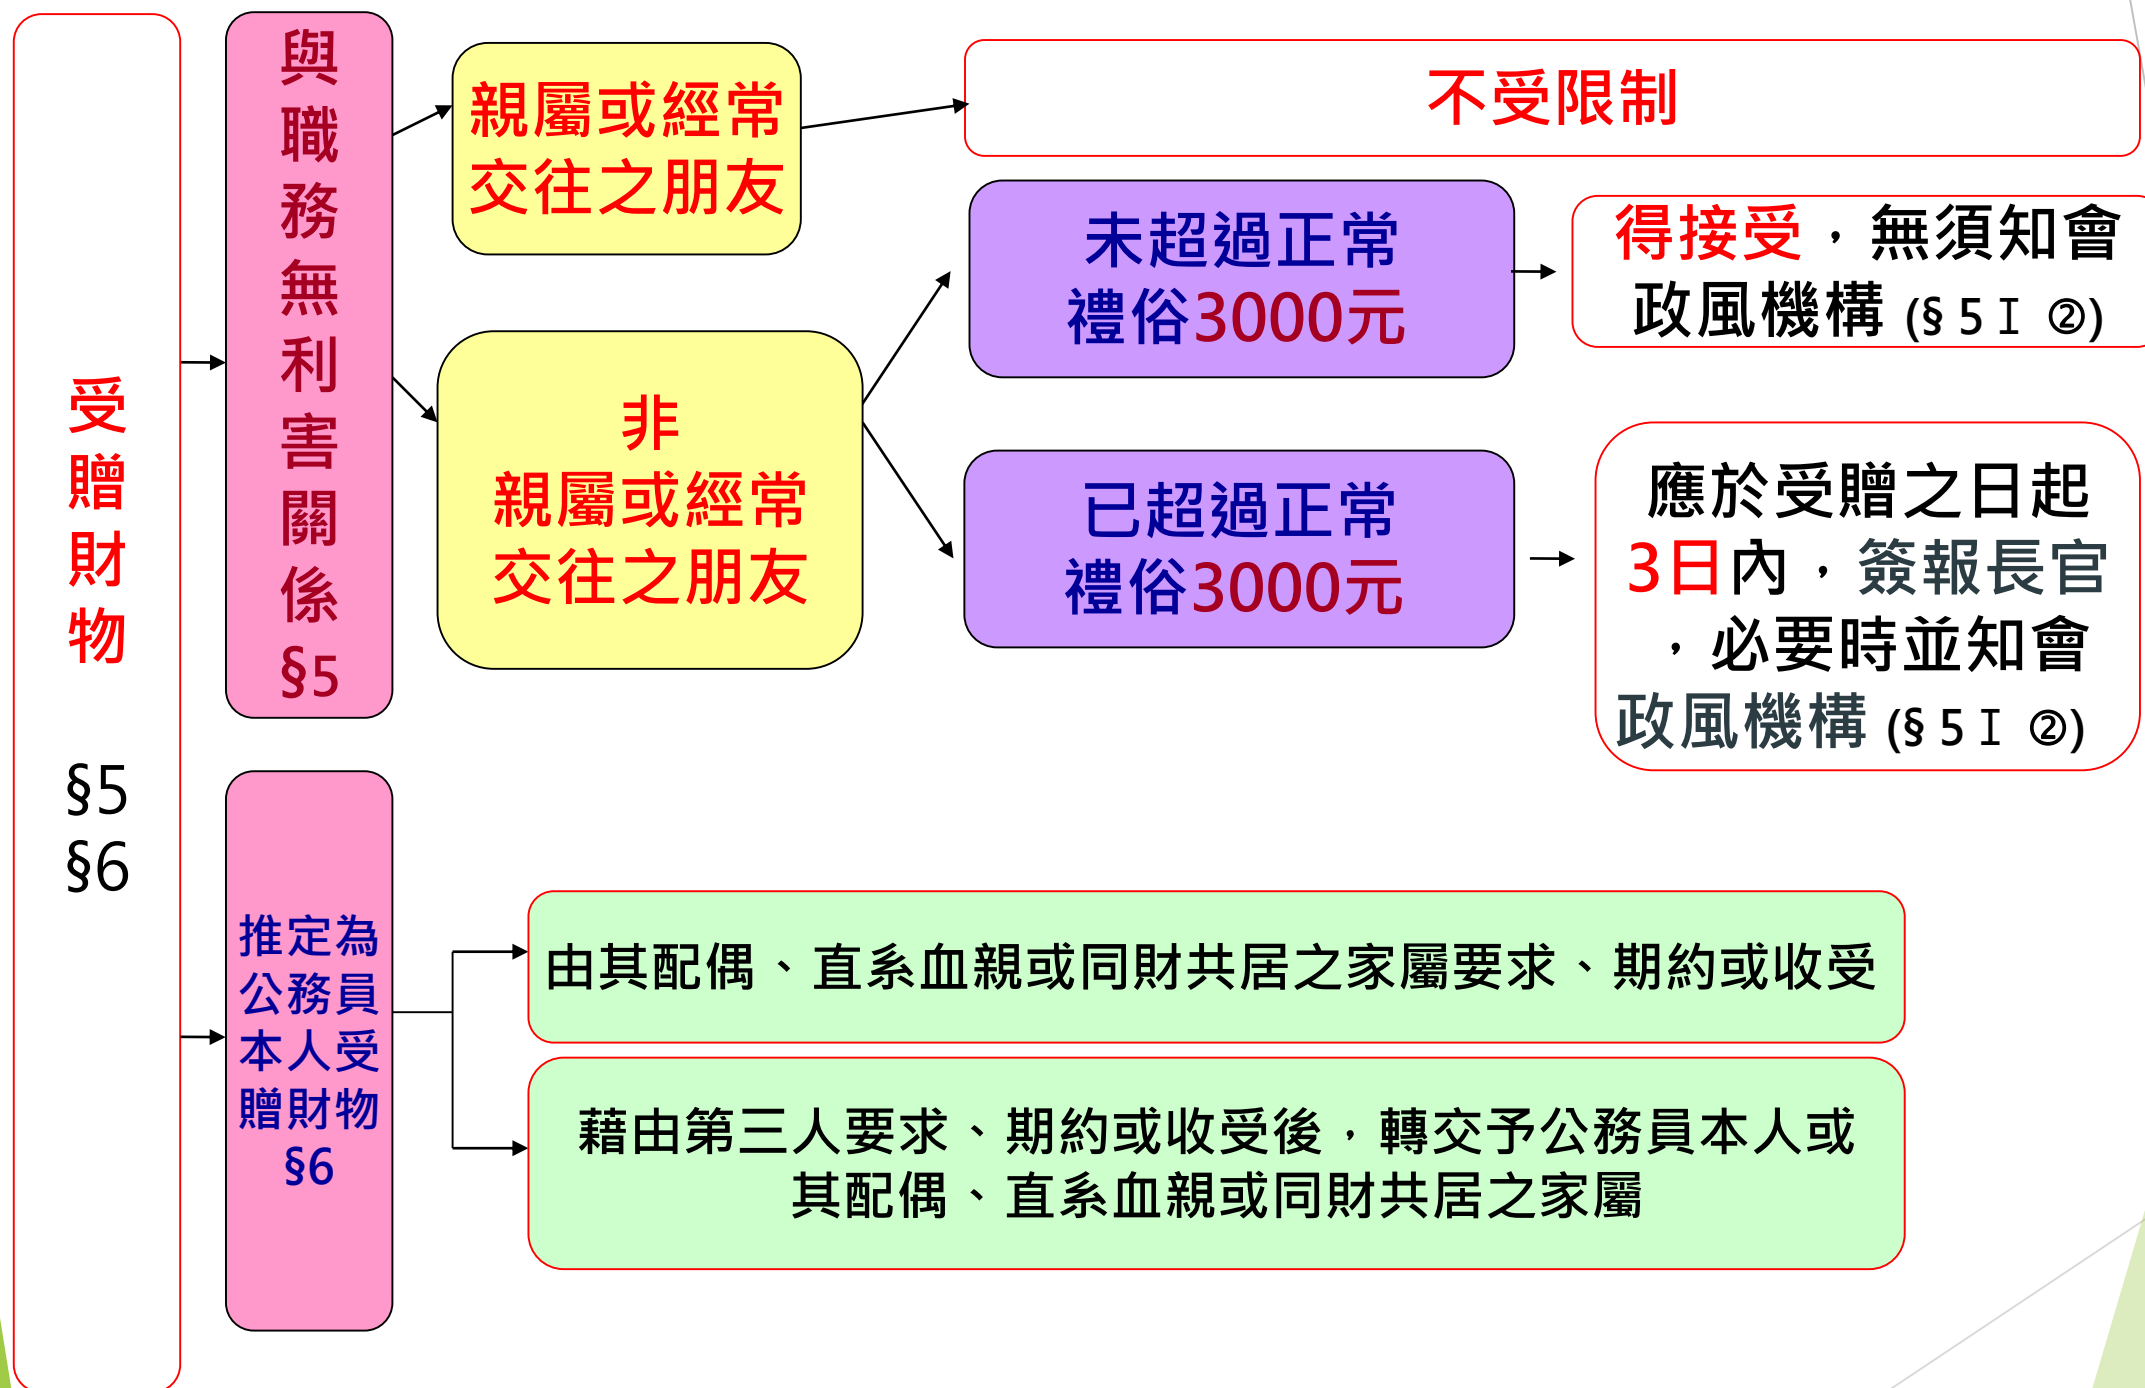 受
贈
財
物
§5
§6
與
職
務
無
利
害
關
係
§5
親屬或經常
交往之朋友
不受限制
非
親屬或經常
交往之朋友
未超過正常
禮俗3000元
得接受，無須知會
政風機構 (§５Ⅰ ②)
已超過正常
禮俗3000元
應於受贈之日起
3日內，簽報長官
，必要時並知會
政風機構 (§５Ⅰ ②)
推定為
公務員
本人受
贈財物
§6
由其配偶、直系血親或同財共居之家屬要求、期約或收受
藉由第三人要求、期約或收受後，轉交予公務員本人或
其配偶、直系血親或同財共居之家屬